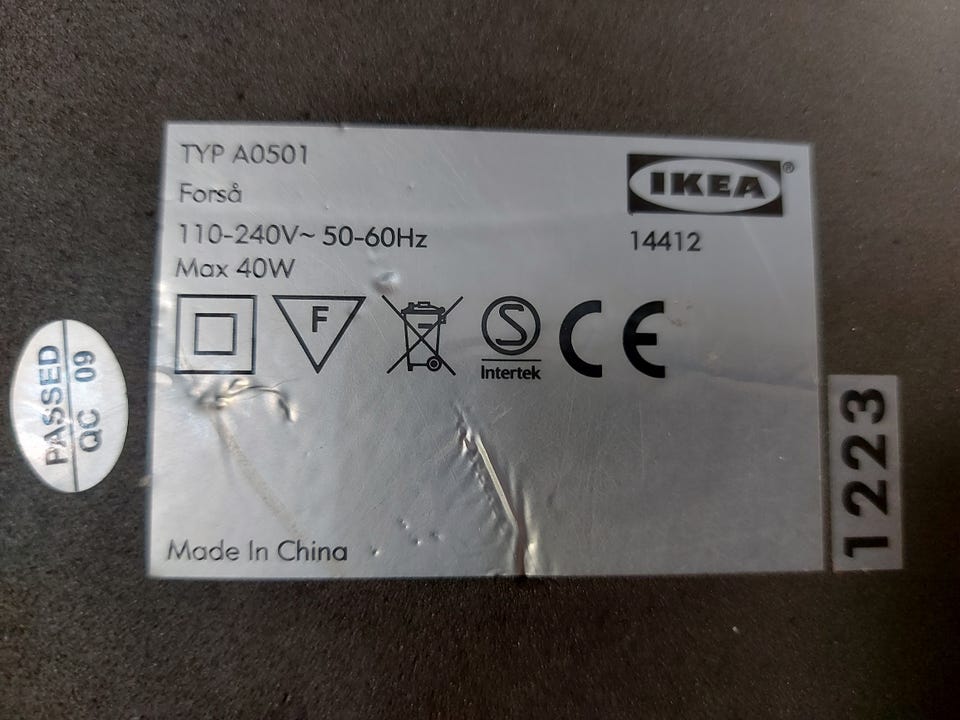 TYP A0501
Forså
110-240V~ 50-60Hz
Max 40W
IKEA ®
14412
F
S
Intertek
CE
Made In China
PASSED
QC 09
1223